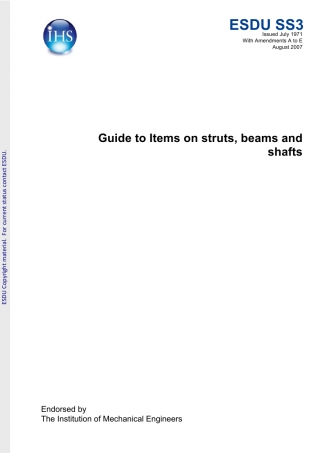 IHS
ESDU SS3
Issued July 1971
With Amendments A to E
August 2007
Guide to Items on struts, beams and
shafts
ESDU Copyright material. For current status contact ESDU.
Endorsed by
The Institution of Mechanical Engineers